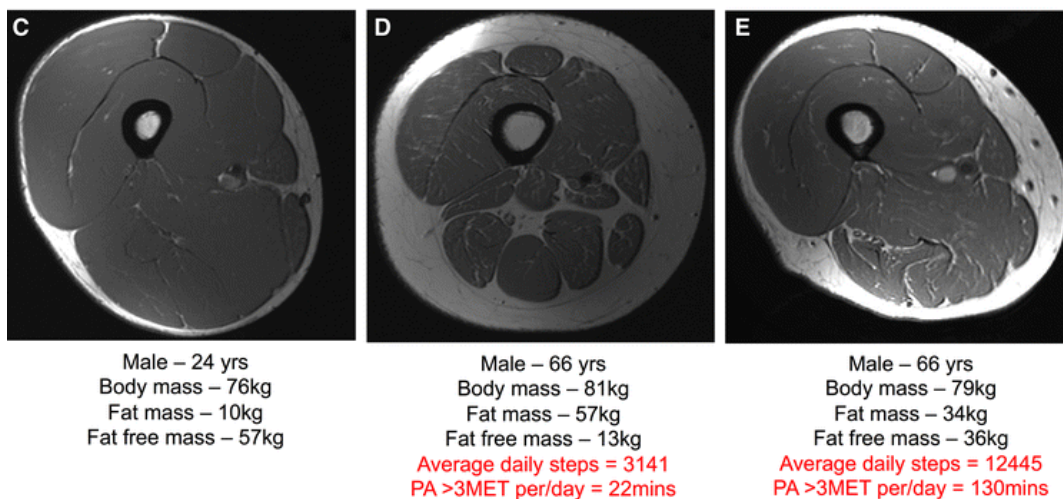 C
D
E
Male – 24 yrs
Body mass – 76kg
Fat mass – 10kg
Fat free mass – 57kg
Male – 66 yrs
Body mass – 81kg
Fat mass – 57kg
Fat free mass – 13kg
Average daily steps = 3141
PA >3MET per/day = 22mins
Male – 66 yrs
Body mass – 79kg
Fat mass – 34kg
Fat free mass – 36kg
Average daily steps = 12445
PA >3MET per/day = 130mins